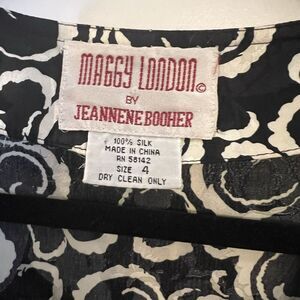 MAGGY LONDON©
BY
JEANNENE BOOHER
100% SILK
MADE IN CHINA
RN 58142
SIZE 4
DRY CLEAN ONLY